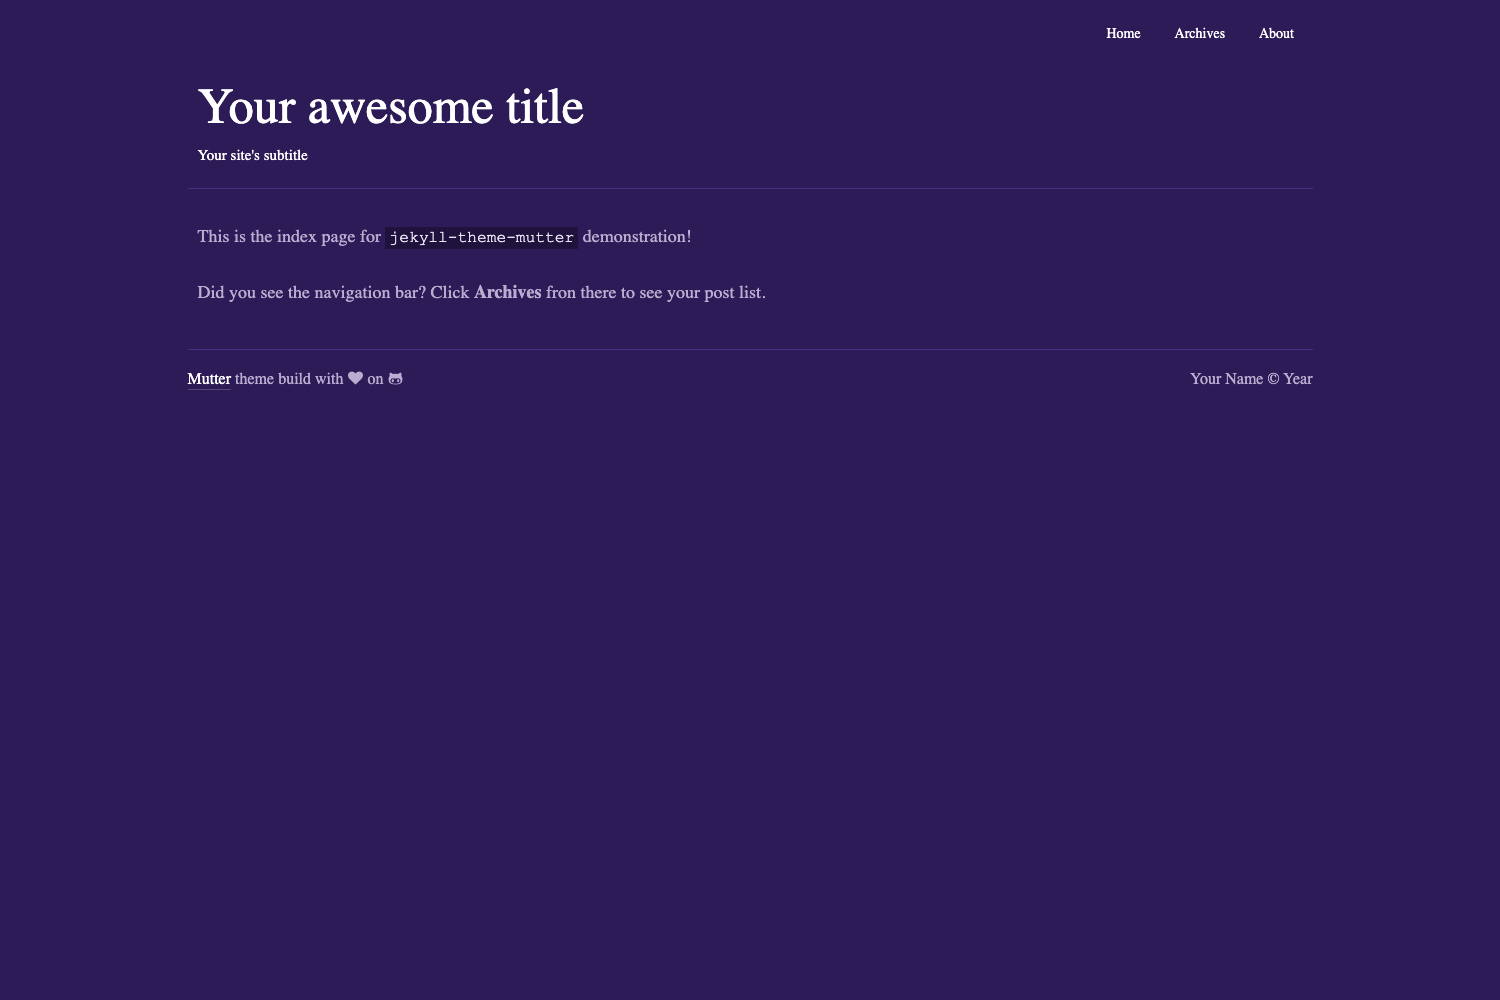 Home Archives About
Your awesome title
Your site's subtitle
This is the index page for jekyll-theme-mutter demonstration!
Did you see the navigation bar? Click Archives fron there to see your post list.
Mutter theme build with ♥ on 🐱 Your Name © Year